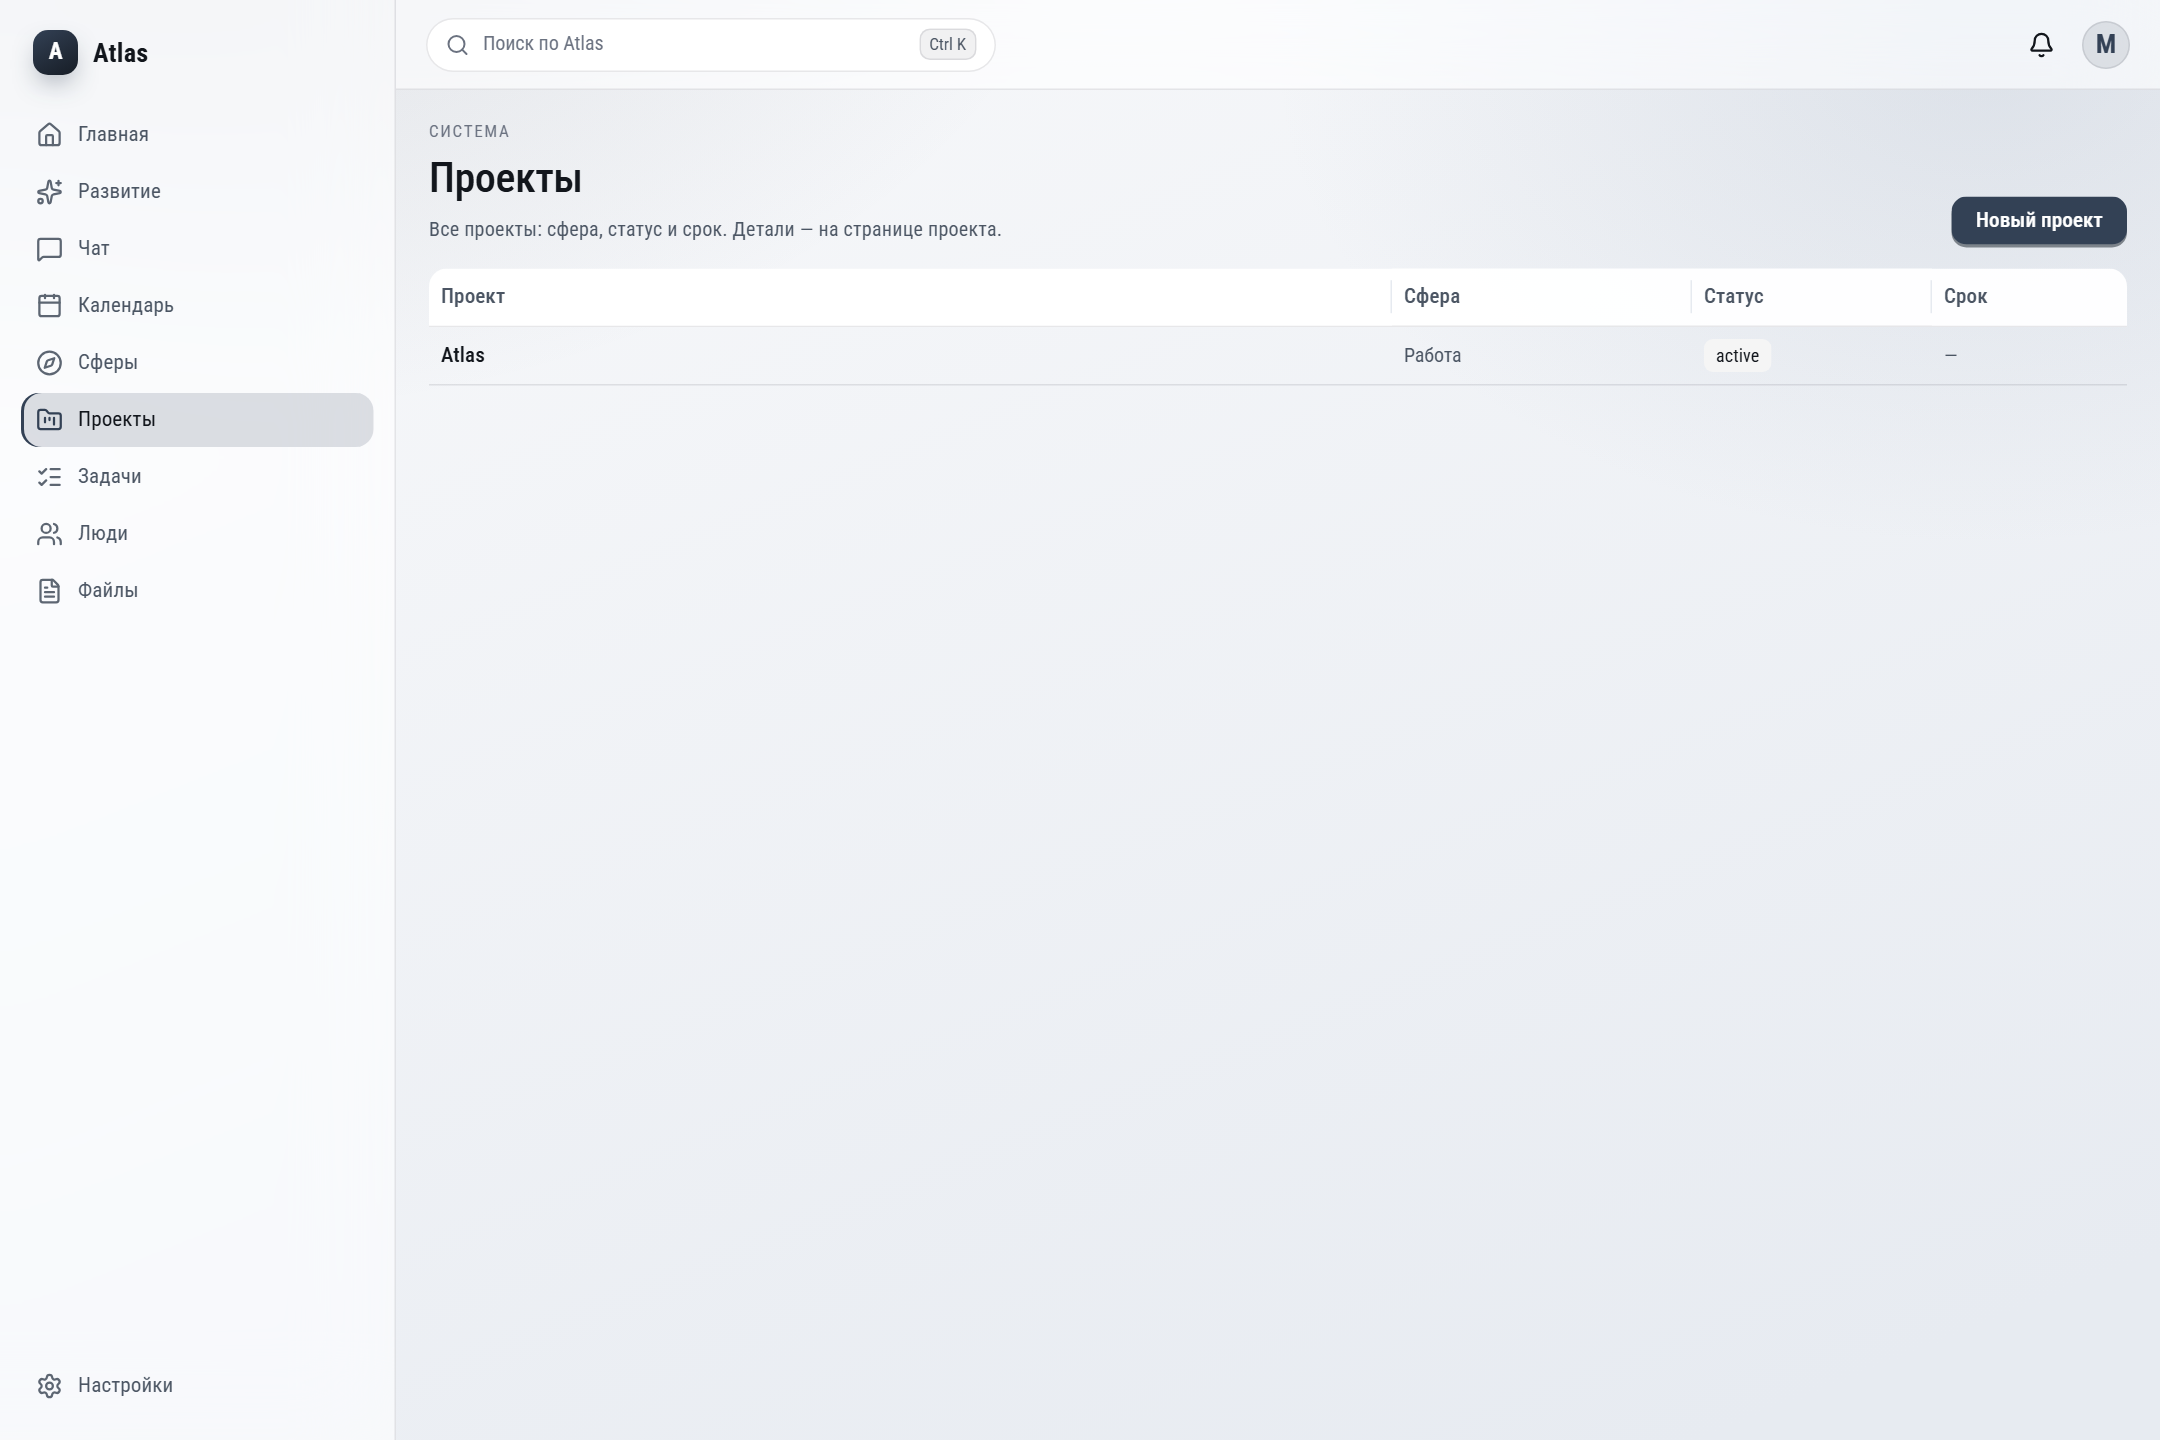 A
Atlas
Поиск по Atlas
Ctrl K
M
Главная
Развитие
Чат
Календарь
Сферы
Проекты
Задачи
Люди
Файлы
Настройки
СИСТЕМА
Проекты
Все проекты: сфера, статус и срок. Детали — на странице проекта.
Новый проект
Проект Сфера Статус Срок
Atlas Работа active —